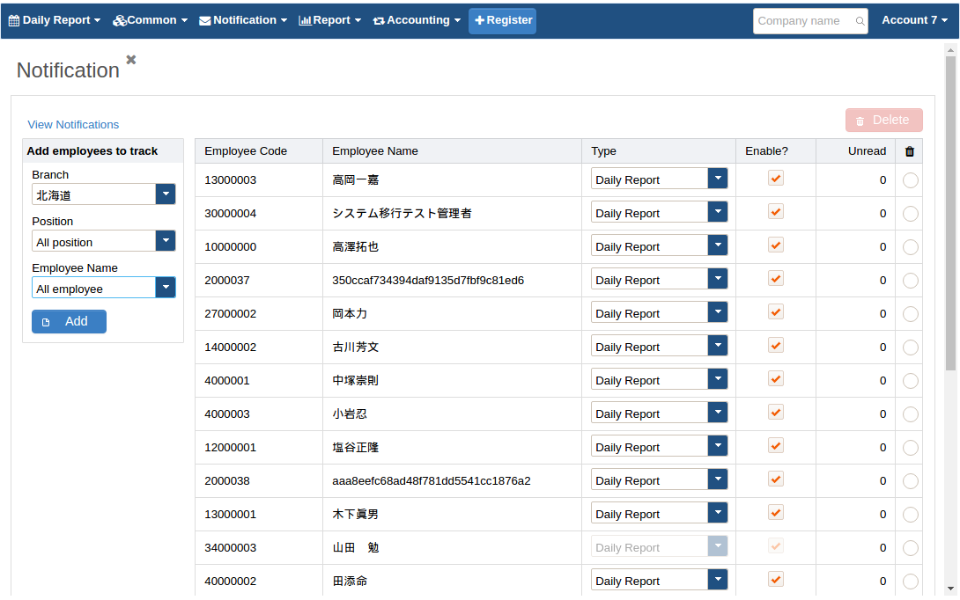 Daily Report Common Notification Report Accounting Register Company name Account 7
Notification
View Notifications
Delete
Add employees to track
Branch
北海道
Position
All position
Employee Name
All employee
Add
Employee Code Employee Name Type Enable? Unread
13000003 高岡一嘉 Daily Report 0
30000004 システム移行テスト管理者 Daily Report 0
10000000 高澤拓也 Daily Report 0
2000037 350ccaf734394daf9135d7fbf9c81ed6 Daily Report 0
27000002 岡本力 Daily Report 0
14000002 古川芳文 Daily Report 0
4000001 中塚崇則 Daily Report 0
4000003 小岩忍 Daily Report 0
12000001 塩谷正隆 Daily Report 0
2000038 aaa8eefc68ad48f781dd5541cc1876a2 Daily Report 0
13000001 木下眞男 Daily Report 0
34000003 山田　勉 Daily Report 0
40000002 田添命 Daily Report 0